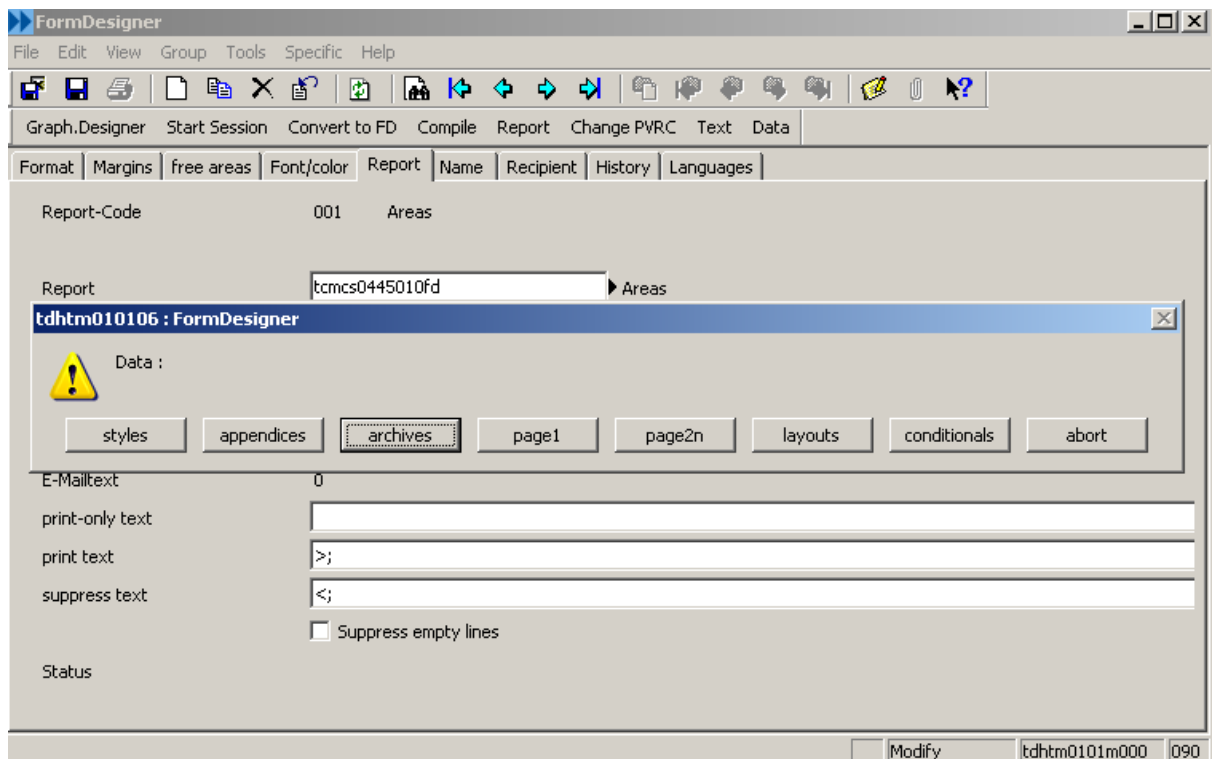 FormDesigner
File Edit View Group Tools Specific Help
Graph.Designer Start Session Convert to FD Compile Report Change PVRC Text Data
Format Margins free areas Font/color Report Name Recipient History Languages
Report-Code 001 Areas
Report tcmcs0445010fd Areas
tdhtm010106 : FormDesigner
Data :
styles appendices archives page1 page2n layouts conditionals abort
E-Mailtext 0
print-only text
print text >;
suppress text <;
Suppress empty lines
Status
Modify tdhtm0101m000 090